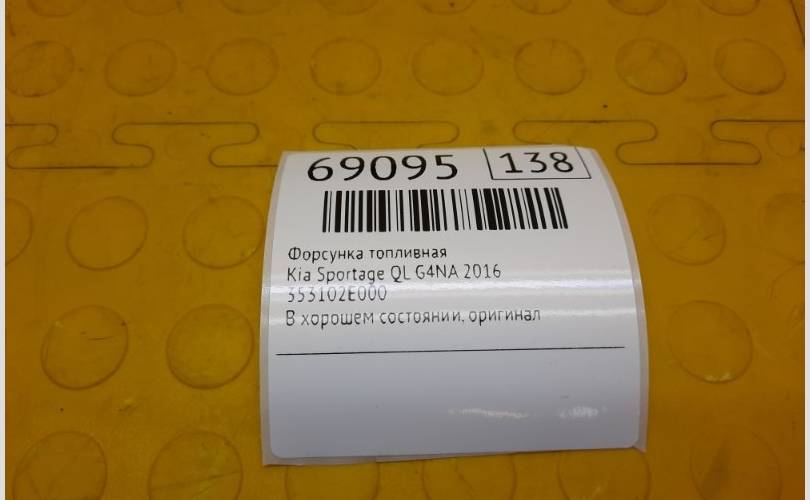 69095 138
Форсунка топливная
Kia Sportage QL G4NA 2016
353102E000
В хорошем состоянии, оригинал